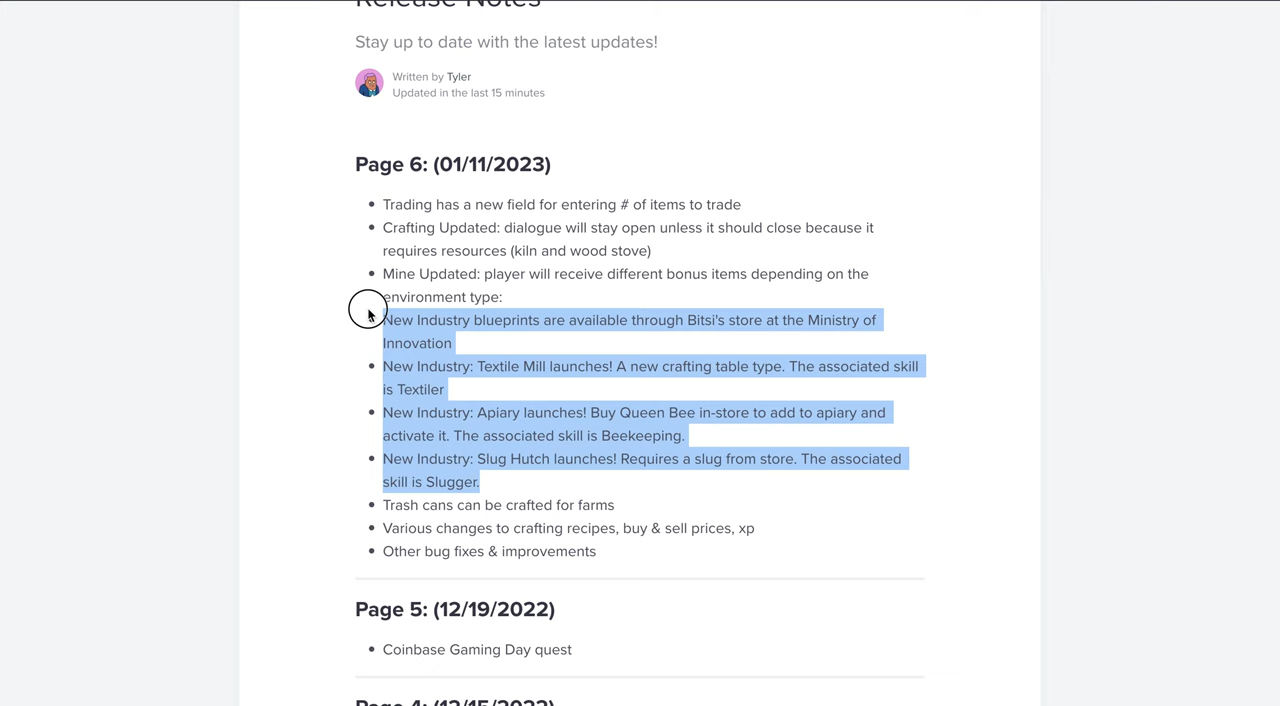 Release Notes
Stay up to date with the latest updates!
Written by Tyler
Updated in the last 15 minutes
Page 6: (01/11/2023)
Trading has a new field for entering # of items to trade
Crafting Updated: dialogue will stay open unless it should close because it
requires resources (kiln and wood stove)
Mine Updated: player will receive different bonus items depending on the
environment type:
New Industry blueprints are available through Bitsi's store at the Ministry of
Innovation
New Industry: Textile Mill launches! A new crafting table type. The associated skill
is Textiler
New Industry: Apiary launches! Buy Queen Bee in-store to add to apiary and
activate it. The associated skill is Beekeeping.
New Industry: Slug Hutch launches! Requires a slug from store. The associated
skill is Slugger.
Trash cans can be crafted for farms
Various changes to crafting recipes, buy & sell prices, xp
Other bug fixes & improvements
Page 5: (12/19/2022)
Coinbase Gaming Day quest
Page 4: (12/15/2022)